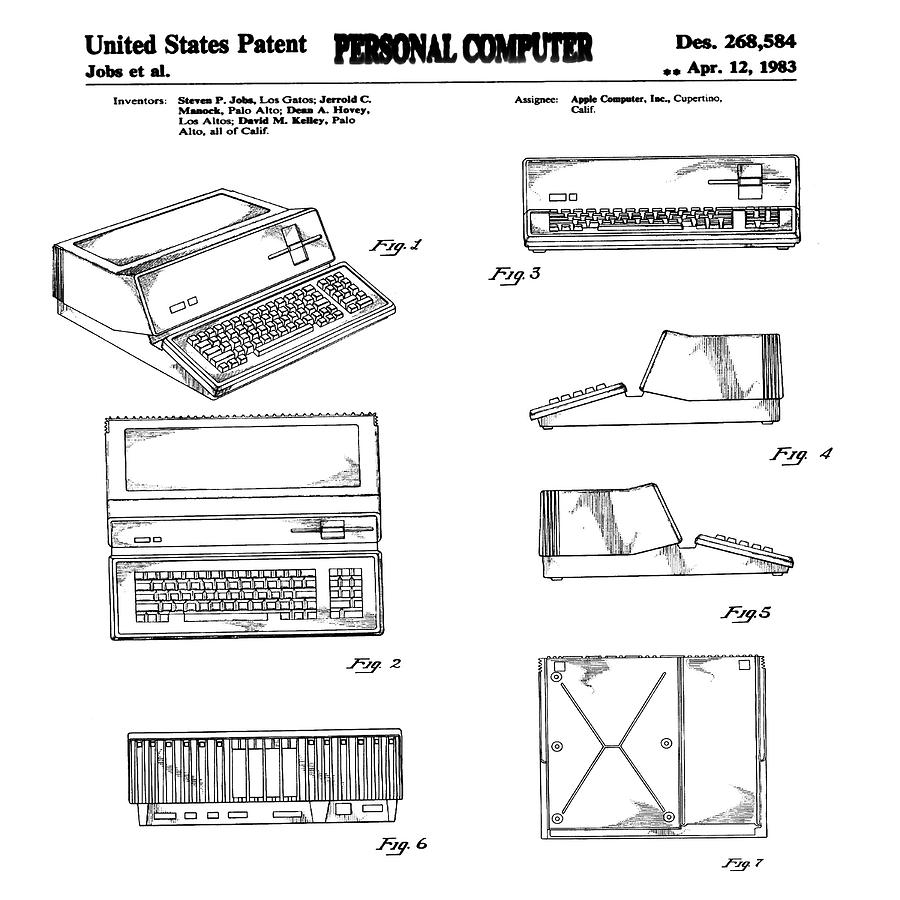 United States Patent PERSONAL COMPUTER Des. 268,584
Jobs et al. ** Apr. 12, 1983
Inventors: Steven P. Jobs, Los Gatos; Jerrold C.
Manock, Palo Alto; Dean A. Hovey,
Los Altos; David M. Kelley, Palo
Alto, all of Calif.
Assignee: Apple Computer, Inc., Cupertino,
Calif.
Fig. 1
Fig. 3
Fig. 4
Fig. 5
Fig. 2
Fig. 6
Fig. 7